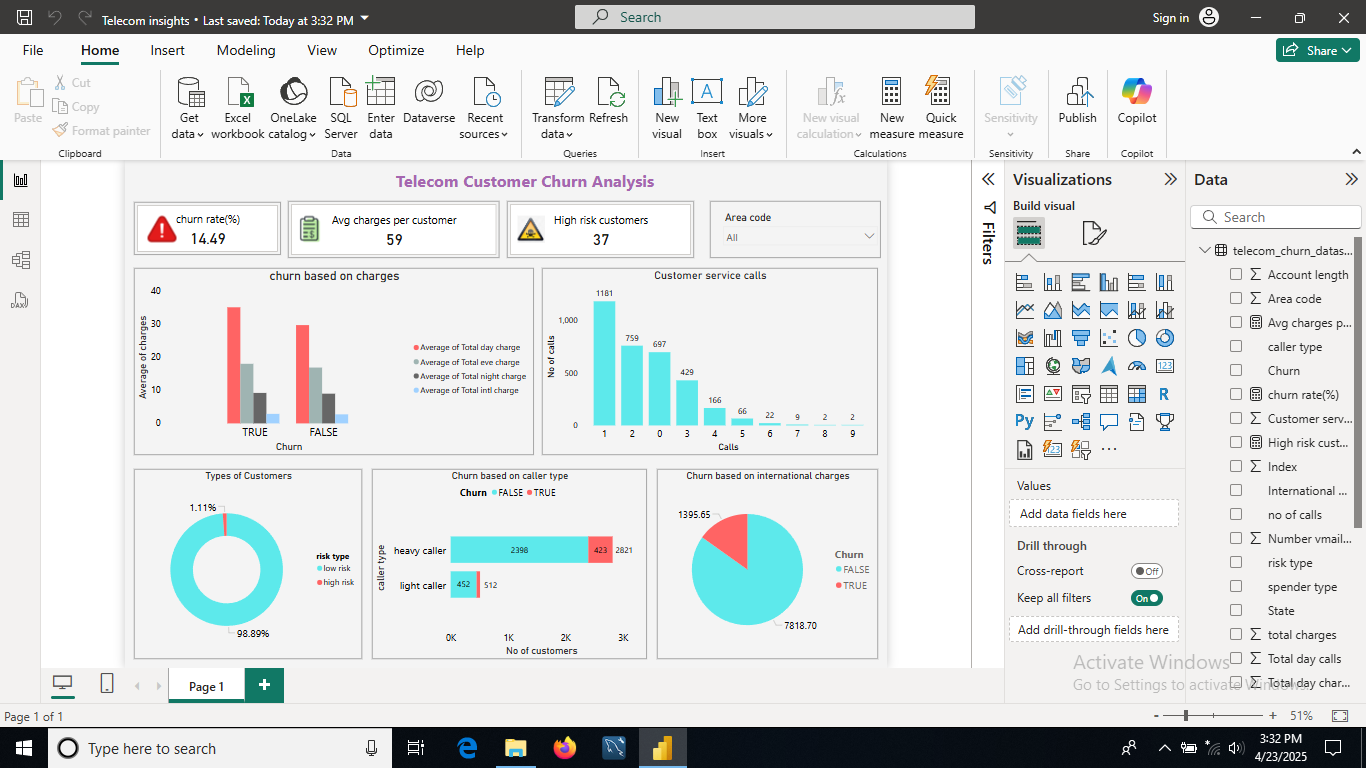 Telecom insights • Last saved: Today at 3:32 PM
Search
Sign in
File Home Insert Modeling View Optimize Help
Share
Paste
Cut
Copy
Format painter
Clipboard
Get data
Excel workbook
OneLake catalog
SQL Server
Enter data
Dataverse
Recent sources
Data
Transform data
Refresh
Queries
New visual
Text box
More visuals
Insert
New visual calculation
New measure
Quick measure
Calculations
Sensitivity
Sensitivity
Publish
Share
Copilot
Copilot
Telecom Customer Churn Analysis
churn rate(%)
14.49
Avg charges per customer
59
High risk customers
37
Area code
All
churn based on charges
Average of charges
40
30
20
10
0
TRUE FALSE
Churn
Average of Total day charge
Average of Total eve charge
Average of Total night charge
Average of Total intl charge
Customer service calls
No of calls
1,000
500
0
1181 759 697 429 166 66 22 9 2 2
1 2 0 3 4 5 6 7 8 9
Calls
Types of Customers
1.11%
98.89%
risk type
low risk
high risk
Churn based on caller type
Churn FALSE TRUE
caller type
heavy caller 2398 423 2821
light caller 452 512
0K 1K 2K 3K
No of customers
Churn based on international charges
1395.65
7818.70
Churn
FALSE
TRUE
Filters
Visualizations
Build visual
Values
Add data fields here
Drill through
Cross-report Off
Keep all filters On
Add drill-through fields here
Data
Search
telecom_churn_datas...
Account length
Area code
Avg charges p...
caller type
Churn
churn rate(%)
Customer serv...
High risk cust...
Index
International ...
no of calls
Number vmail...
risk type
spender type
State
total charges
Total day calls
Total day char...
Activate Windows
Go to Settings to activate Windows.
Page 1
Page 1 of 1
- + 51%
Type here to search
3:32 PM
4/23/2025